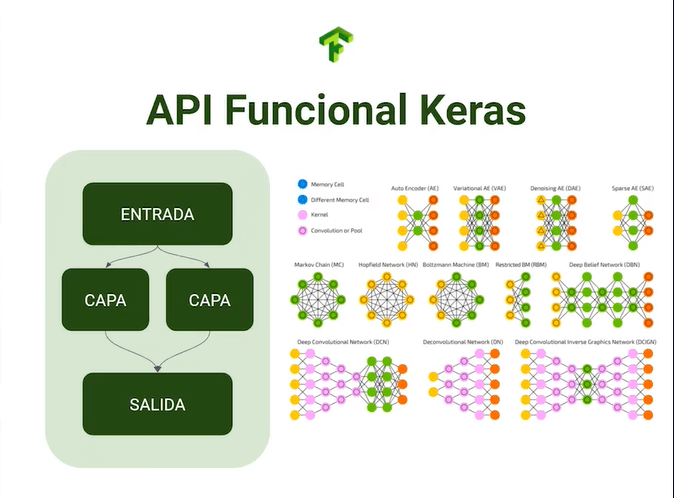 API Funcional Keras
ENTRADA
CAPA
CAPA
SALIDA
Memory Cell
Different Memory Cell
Kernel
Convolution or Pool
Auto Encoder (AE)
Variational AE (VAE)
Denoising AE (DAE)
Sparse AE (SAE)
Markov Chain (MC)
Hopfield Network (HN)
Boltzmann Machine (BM)
Restricted BM (RBM)
Deep Belief Network (DBN)
Deep Convolutional Network (DCN)
Deconvolutional Network (DN)
Deep Convolutional Inverse Graphics Network (DCIGN)